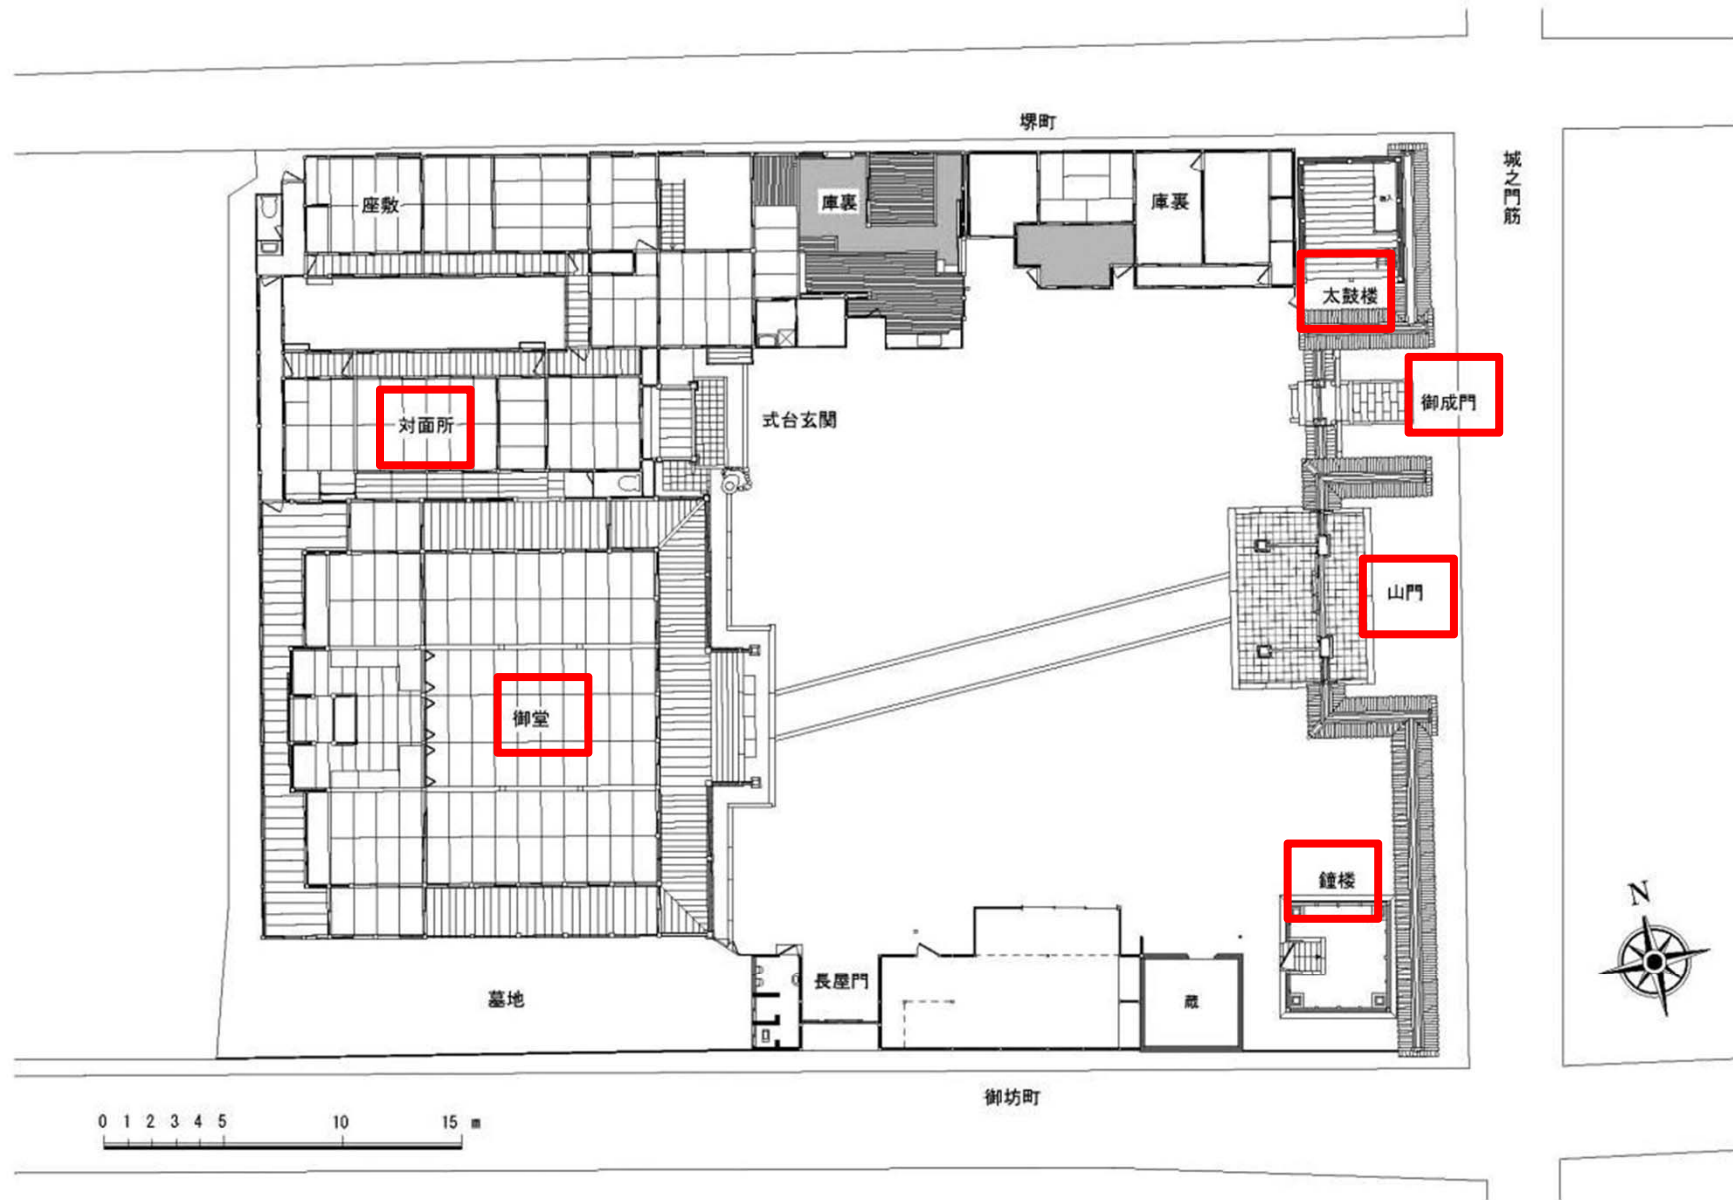 堺町
城之門筋
座敷
庫裏
庫裏
太鼓楼
対面所
式台玄関
御成門
山門
御堂
鐘楼
N
墓地
長屋門
蔵
御坊町
0 1 2 3 4 5 10 15 m